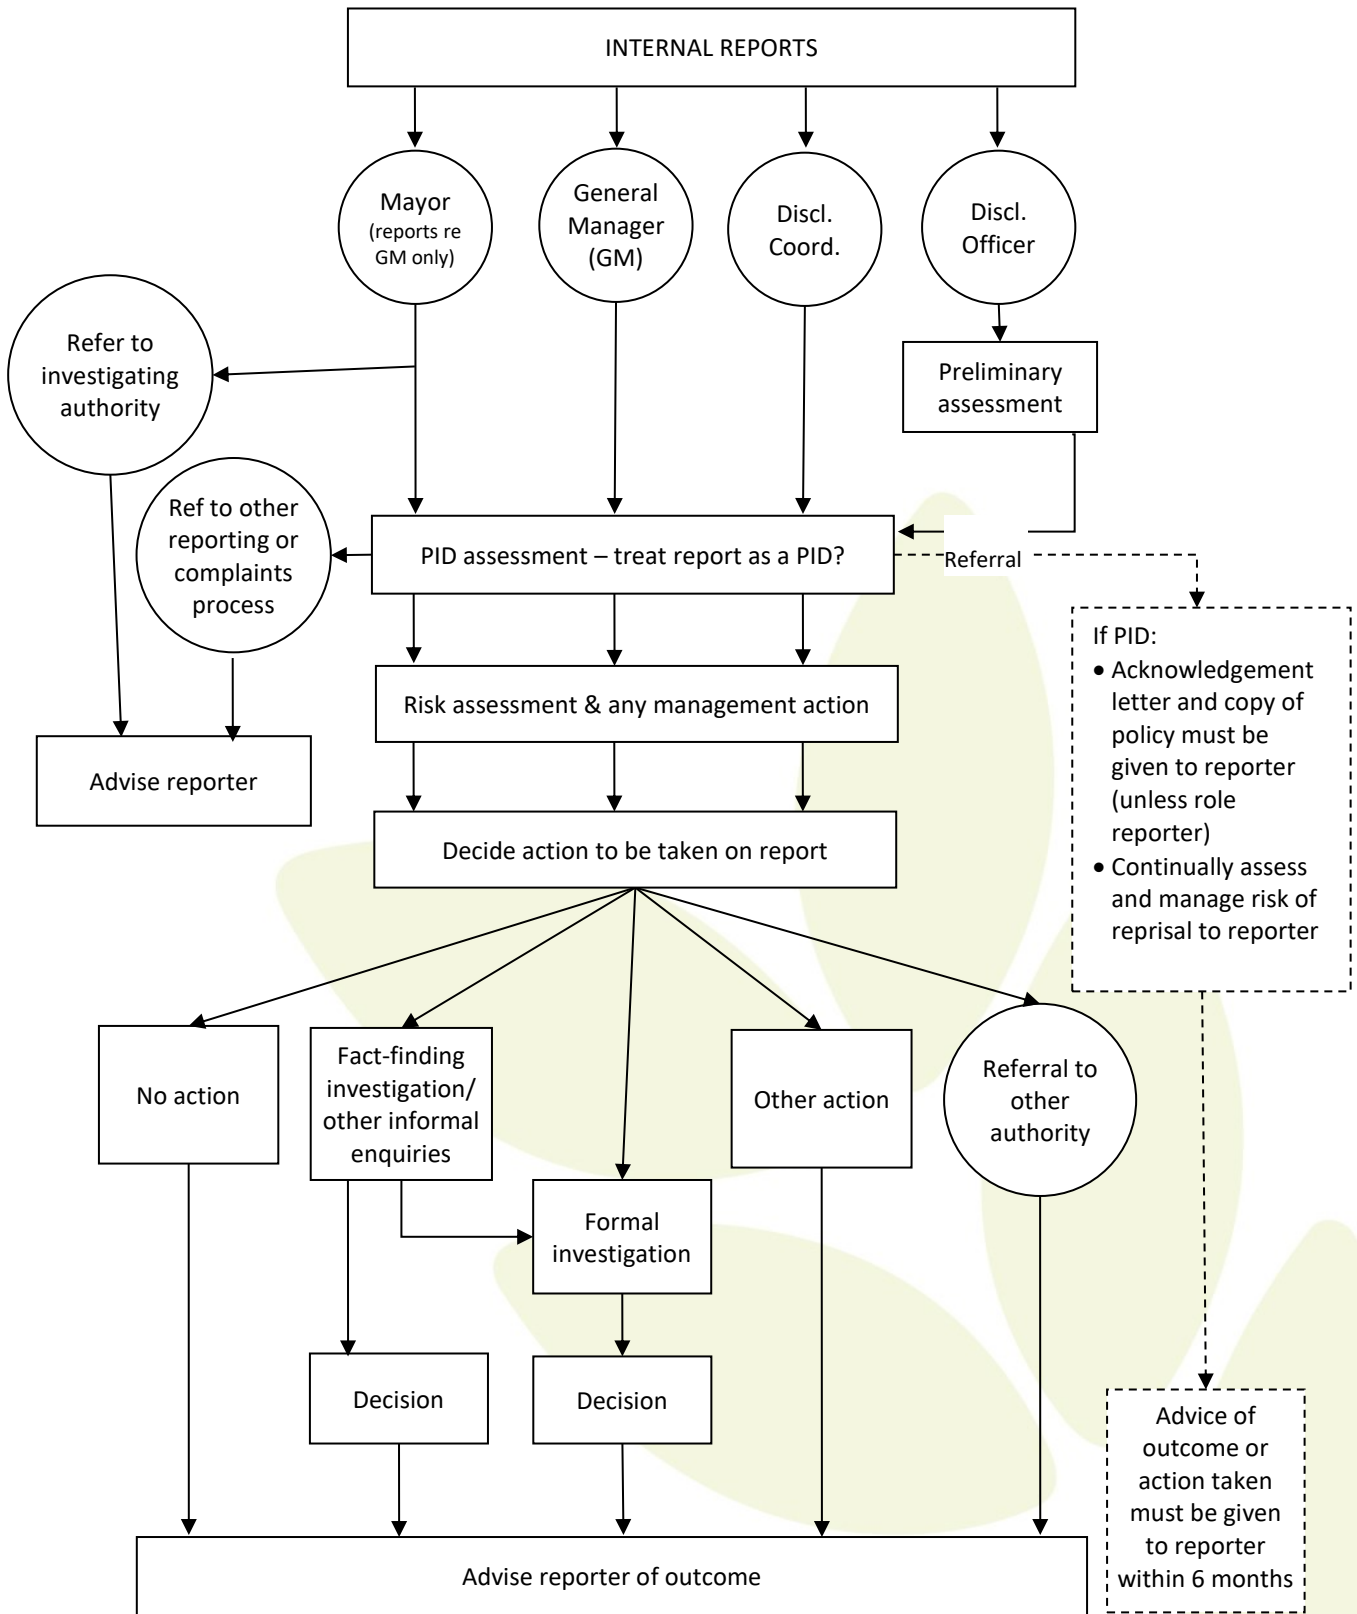 INTERNAL REPORTS
Mayor
(reports re
GM only)
General
Manager
(GM)
Discl.
Coord.
Discl.
Officer
Refer to
investigating
authority
Preliminary
assessment
Ref to other
reporting or
complaints
process
PID assessment – treat report as a PID?
Referral
If PID:
• Acknowledgement
letter and copy of
policy must be
given to reporter
(unless role
reporter)
• Continually assess
and manage risk of
reprisal to reporter
Risk assessment & any management action
Advise reporter
Decide action to be taken on report
No action
Fact-finding
investigation/
other informal
enquiries
Other action
Referral to
other
authority
Formal
investigation
Decision
Decision
Advice of
outcome or
action taken
must be given
to reporter
within 6 months
Advise reporter of outcome